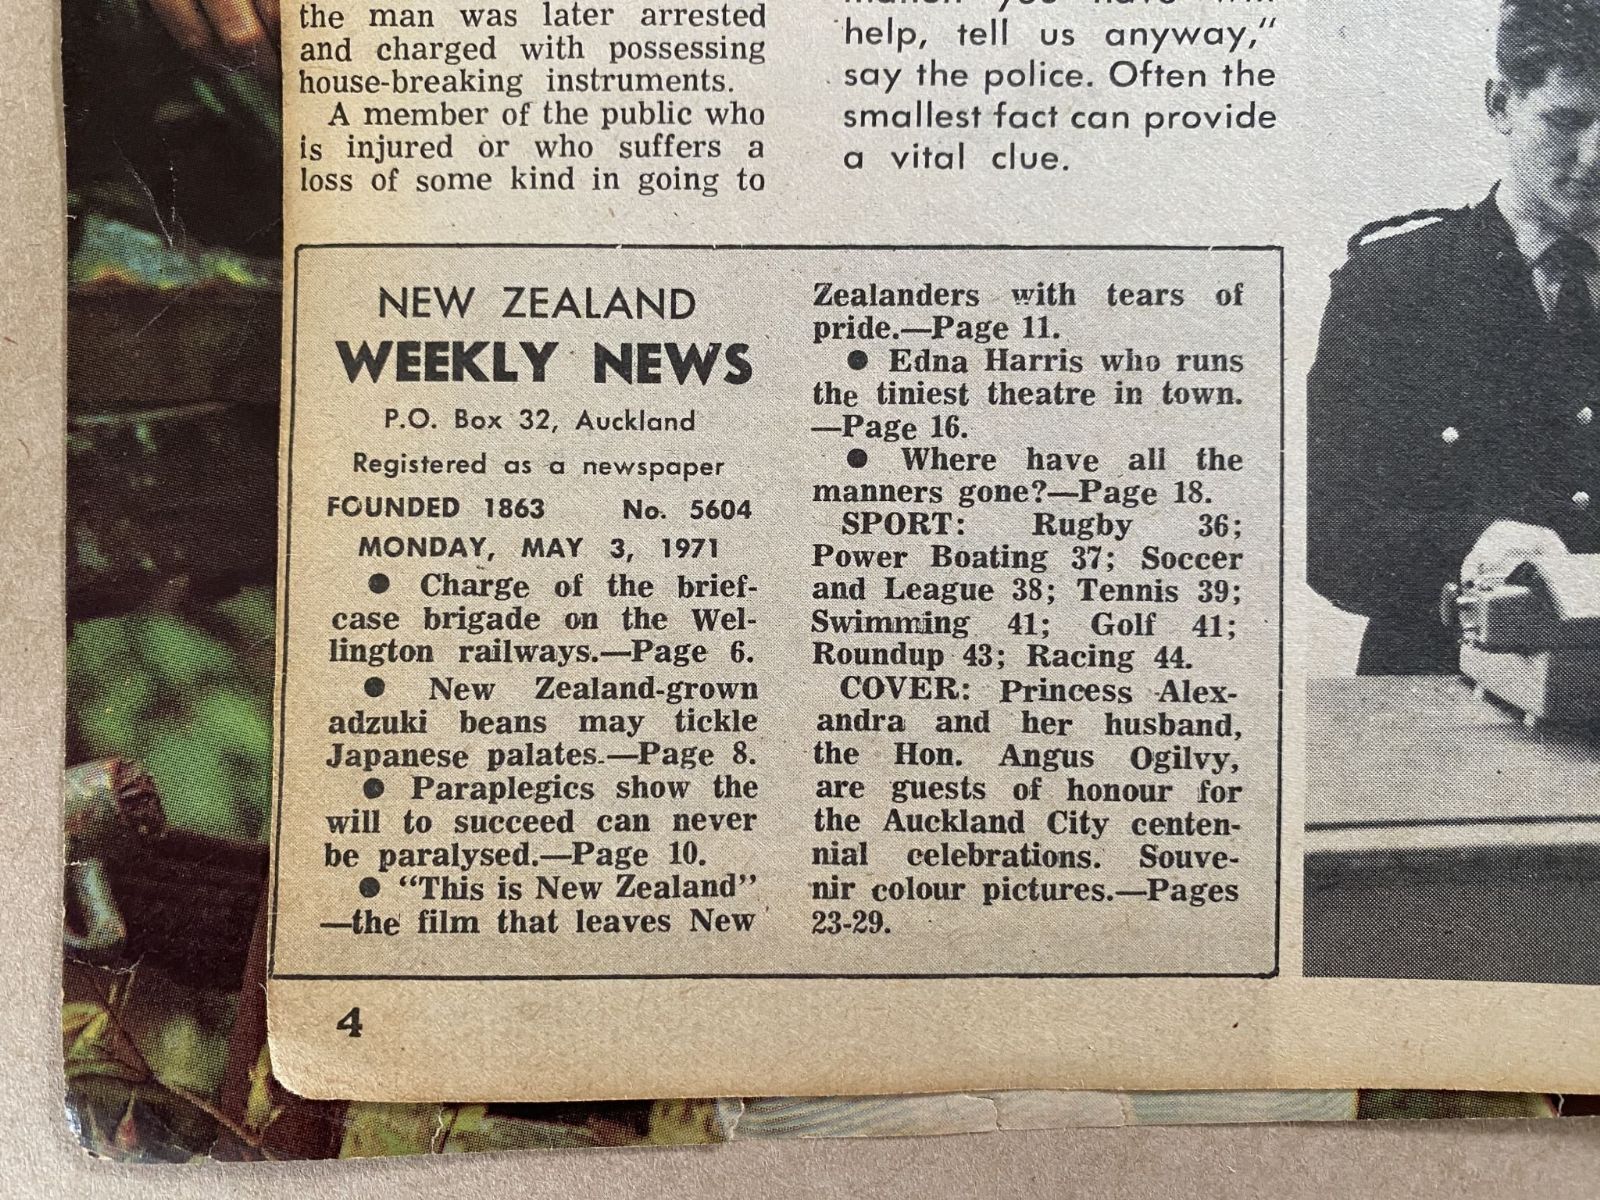 the man was later arrested
and charged with possessing
house-breaking instruments.
A member of the public who
is injured or who suffers a
loss of some kind in going to
help, tell us anyway,"
say the police. Often the
smallest fact can provide
a vital clue.
NEW ZEALAND
WEEKLY NEWS
P.O. Box 32, Auckland
Registered as a newspaper
FOUNDED 1863 No. 5604
MONDAY, MAY 3, 1971
● Charge of the brief-
case brigade on the Wel-
lington railways.—Page 6.
● New Zealand-grown
adzuki beans may tickle
Japanese palates.—Page 8.
● Paraplegics show the
will to succeed can never
be paralysed.—Page 10.
● "This is New Zealand"
—the film that leaves New
Zealanders with tears of
pride.—Page 11.
● Edna Harris who runs
the tiniest theatre in town.
—Page 16.
● Where have all the
manners gone?—Page 18.
SPORT: Rugby 36;
Power Boating 37; Soccer
and League 38; Tennis 39;
Swimming 41; Golf 41;
Roundup 43; Racing 44.
COVER: Princess Alex-
andra and her husband,
the Hon. Angus Ogilvy,
are guests of honour for
the Auckland City centen-
nial celebrations. Souve-
nir colour pictures.—Pages
23-29.
4